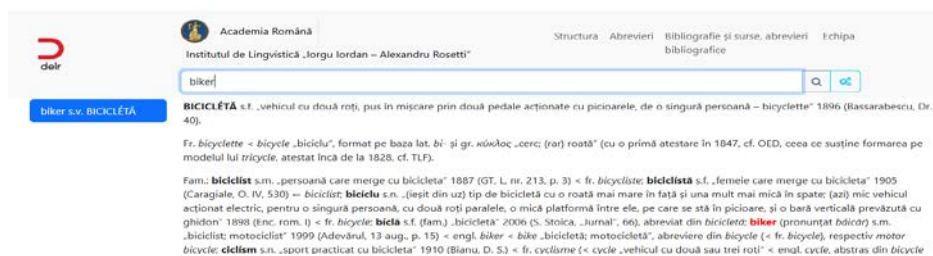 Academia Română
Institutul de Lingvistică „Iorgu Iordan – Alexandru Rosetti”
Structura Abrevieri Bibliografie și surse, abrevieri bibliografice Echipa
delr
biker
biker s.v. BICICLÉTĂ
BICICLÉTĂ s.f. „vehicul cu două roți, pus în mișcare prin două pedale acționate cu picioarele, de o singură persoană – bicyclette” 1896 (Bassarabescu, Dr.
40).
Fr. bicyclette < bicycle „biciclu”, format pe baza lat. bi- și gr. κύκλος „cerc; (rar) roată” (cu o primă atestare în 1847, cf. OED, ceea ce susține formarea pe
modelul lui tricycle, atestat încă de la 1828, cf. TLF).
Fam.: biciclíst s.m. „persoană care merge cu bicicleta” 1887 (GT, L, nr. 213, p. 3) < fr. bicycliste; biciclístă s.f. „femeie care merge cu bicicleta” 1905
(Caragiale, O. IV, 530) ← biciclist; bicíclu s.n. „(ieșit din uz) tip de bicicletă cu o roată mai mare în față și una mult mai mică în spate; (azi) mic vehicul
acționat electric, pentru o singură persoană, cu două roți paralele, o mică platformă între ele, pe care se stă în picioare, și o bară verticală prevăzută cu
ghidon” 1898 (Enc. rom. I) < fr. bicycle; bíclă s.f. (fam.) „bicicletă” 2006 (S. Stoica, „Jurnal”, 66), abreviat din bicicletă; biker (pronunțat báicăr) s.m.
„biciclist; motociclist” 1999 (Adevărul, 13 aug., p. 15) < engl. biker < bike „bicicletă; motocicletă”, abreviere din bicycle (< fr. bicycle), respectiv motor
bicycle; ciclísm s.n. „sport practicat cu bicicleta” 1910 (Bianu, D. S.) < fr. cyclisme (< cycle „vehicul cu două sau trei roți” < engl. cycle, abstras din bicycle